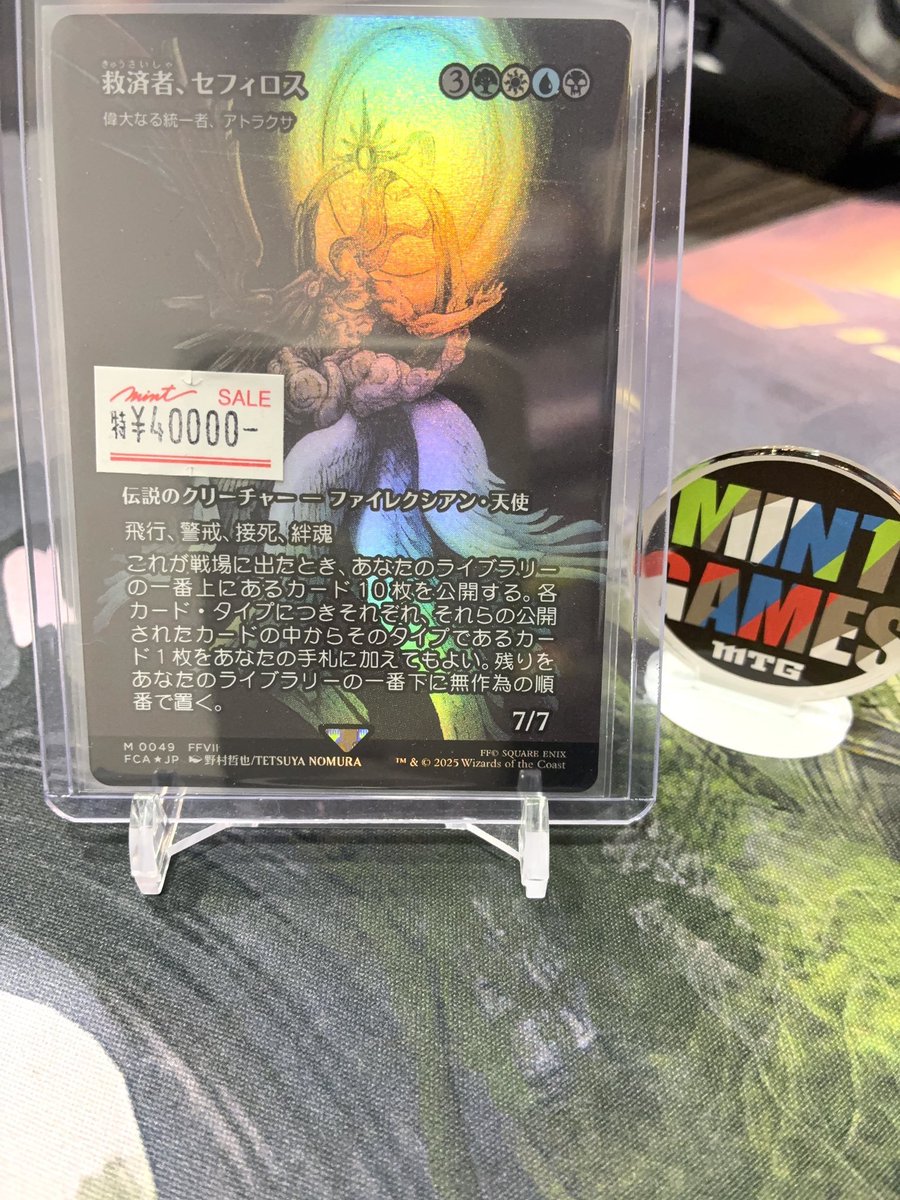 きゅうさいしゃ
救済者、セフィロス
3
偉大なる統一者、アトラクサ
mint SALE
特¥40000-
伝説のクリーチャー — ファイレクシアン・天使
飛行、警戒、接死、絆魂
これが戦場に出たとき、あなたのライブラリー
の一番上にあるカード10枚を公開する。各
カード・タイプにつきそれぞれ、それらの公開
されたカードの中からそのタイプであるカー
ド1枚をあなたの手札に加えてもよい。残りを
あなたのライブラリーの一番下に無作為の順
番で置く。
7/7
M 0049 FFVII
FCA★JP 野村哲也/TETSUYA NOMURA
FF© SQUARE ENIX
™ & © 2025 Wizards of the Coast
MINT
GAMES
MTG